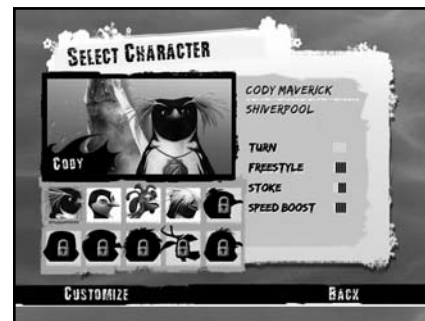 SELECT CHARACTER
CODY MAVERICK
SHIVERPOOL
CODY
TURN
FREESTYLE
STOKE
SPEED BOOST
CUSTOMIZE
BACK